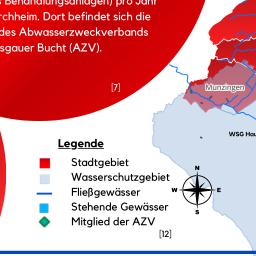 Behandlungsanlagen) pro Jahr
rchheim. Dort befindet sich die
des Abwasserzweckverbands
sgauer Bucht (AZV).
[7]
Munzingen
WSG Hau
Legende
Stadtgebiet
Wasserschutzgebiet
Fließgewässer
Stehende Gewässer
Mitglied der AZV
N
W E
S
[12]